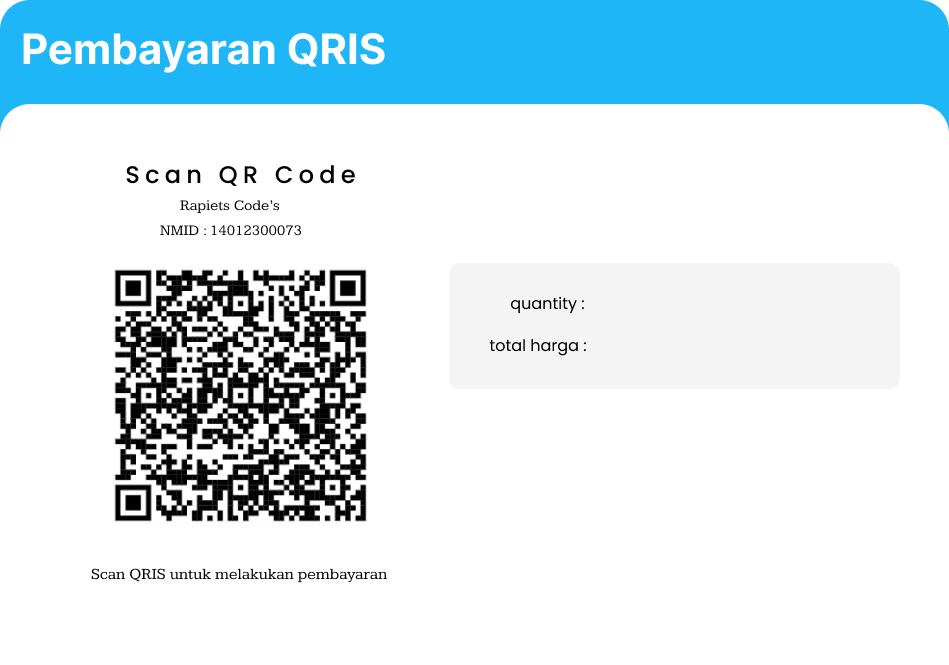 Pembayaran QRIS
Scan QR Code
Rapiets Code's
NMID : 14012300073
quantity :
total harga :
Scan QRIS untuk melakukan pembayaran